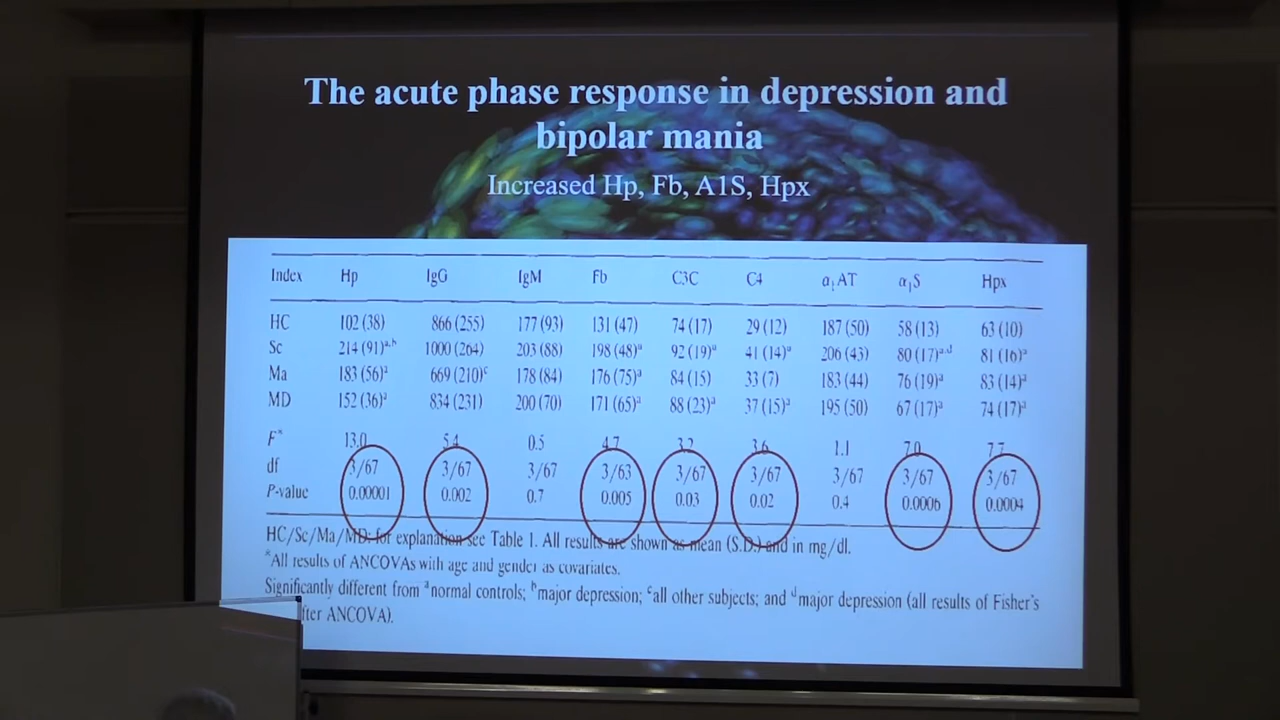 The acute phase response in depression and
bipolar mania
Increased Hp, Fb, A1S, Hpx
Index Hp IgG IgM Fb C3C C4 α₁AT α₁S Hpx
HC 102 (38) 866 (255) 177 (93) 131 (47) 74 (17) 29 (12) 187 (50) 58 (13) 63 (10)
Sc 214 (91)ᵃ·ᵇ 1000 (264) 203 (88) 198 (48)ᵃ 92 (19)ᵃ 41 (14)ᵃ 206 (43) 80 (17)ᵃ·ᵈ 81 (16)ᵃ
Ma 183 (56)ᵃ 669 (210)ᶜ 178 (84) 176 (75)ᵃ 84 (15) 33 (7) 183 (44) 76 (19)ᵃ 83 (14)ᵃ
MD 152 (36)ᵃ 834 (231) 200 (70) 171 (65)ᵃ 88 (23)ᵃ 37 (15)ᵃ 195 (50) 67 (17)ᵃ 74 (17)ᵃ
F* 13.0 5.4 0.5 4.7 3.2 3.6 1.1 7.0 7.7
df 3/67 3/67 3/67 3/63 3/67 3/67 3/67 3/67 3/67
P-value 0.00001 0.002 0.7 0.005 0.03 0.02 0.4 0.0006 0.0004
HC/Sc/Ma/MD: for explanation see Table 1. All results are shown as mean (S.D.) and in mg/dl.
*All results of ANCOVAs with age and gender as covariates.
Significantly different from ᵃnormal controls; ᵇmajor depression; ᶜall other subjects; and ᵈmajor depression (all results of Fisher's
ANCOVA).